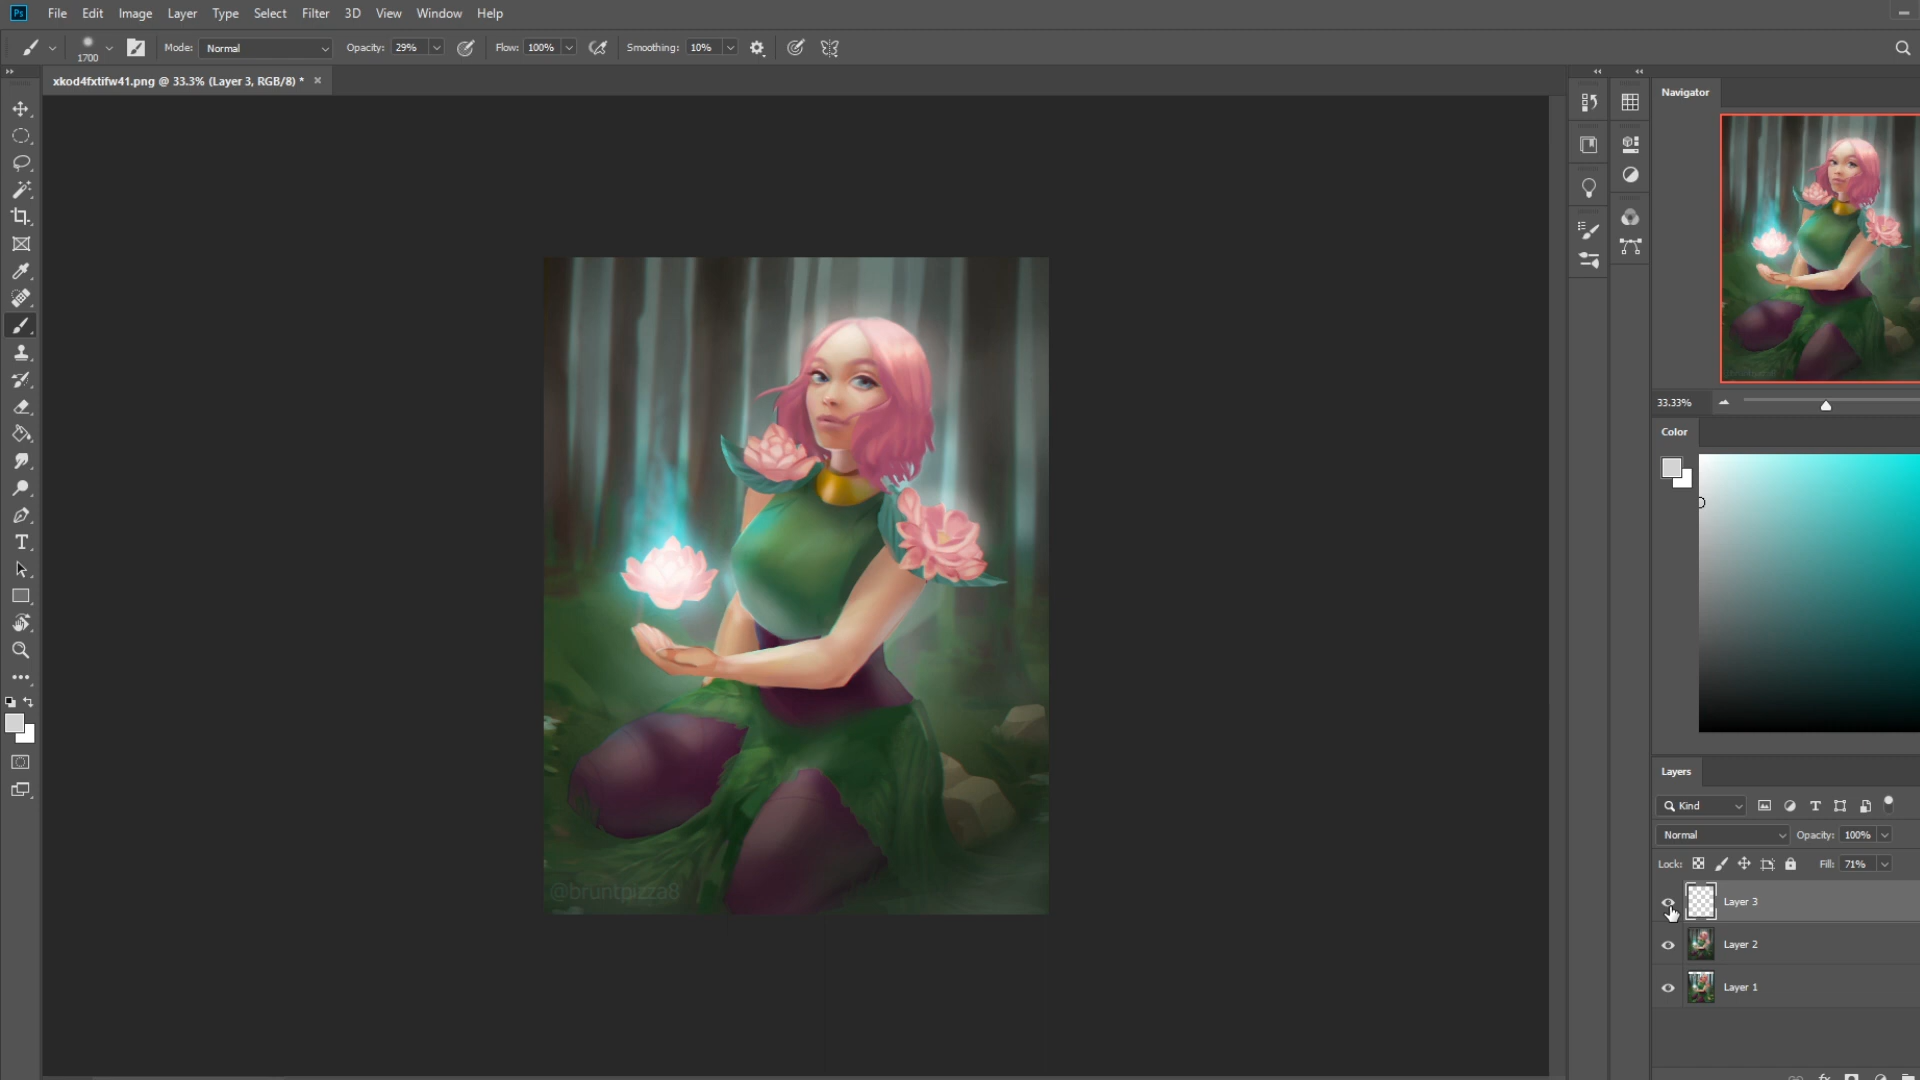 Ps File Edit Image Layer Type Select Filter 3D View Window Help
1700 Mode: Normal Opacity: 29% Flow: 100% Smoothing: 10%
xkod4fxtifw41.png @ 33.3% (Layer 3, RGB/8) *
Navigator
33.33%
Color
Layers
Kind
Normal Opacity: 100%
Lock: Fill: 71%
Layer 3
Layer 2
Layer 1
@bruntpizza8